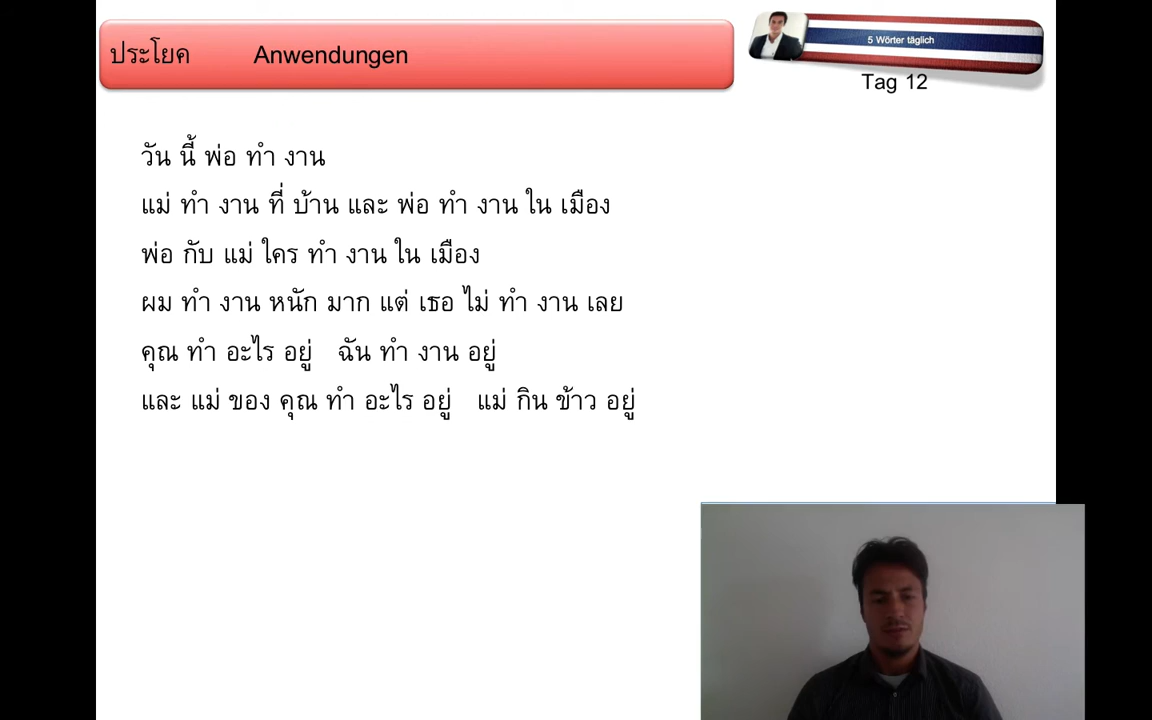 ประโยค Anwendungen
5 Wörter täglich
Tag 12
วัน นี้ พ่อ ทำ งาน
แม่ ทำ งาน ที่ บ้าน และ พ่อ ทำ งาน ใน เมือง
พ่อ กับ แม่ ใคร ทำ งาน ใน เมือง
ผม ทำ งาน หนัก มาก แต่ เธอ ไม่ ทำ งาน เลย
คุณ ทำ อะไร อยู่ ฉัน ทำ งาน อยู่
และ แม่ ของ คุณ ทำ อะไร อยู่ แม่ กิน ข้าว อยู่